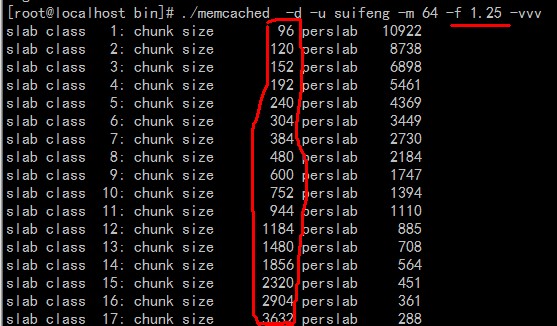 [root@localhost bin]# ./memcached -d -u suifeng -m 64 -f 1.25 -vvv
slab class 1: chunk size 96 perslab 10922
slab class 2: chunk size 120 perslab 8738
slab class 3: chunk size 152 perslab 6898
slab class 4: chunk size 192 perslab 5461
slab class 5: chunk size 240 perslab 4369
slab class 6: chunk size 304 perslab 3449
slab class 7: chunk size 384 perslab 2730
slab class 8: chunk size 480 perslab 2184
slab class 9: chunk size 600 perslab 1747
slab class 10: chunk size 752 perslab 1394
slab class 11: chunk size 944 perslab 1110
slab class 12: chunk size 1184 perslab 885
slab class 13: chunk size 1480 perslab 708
slab class 14: chunk size 1856 perslab 564
slab class 15: chunk size 2320 perslab 451
slab class 16: chunk size 2904 perslab 361
slab class 17: chunk size 3632 perslab 288